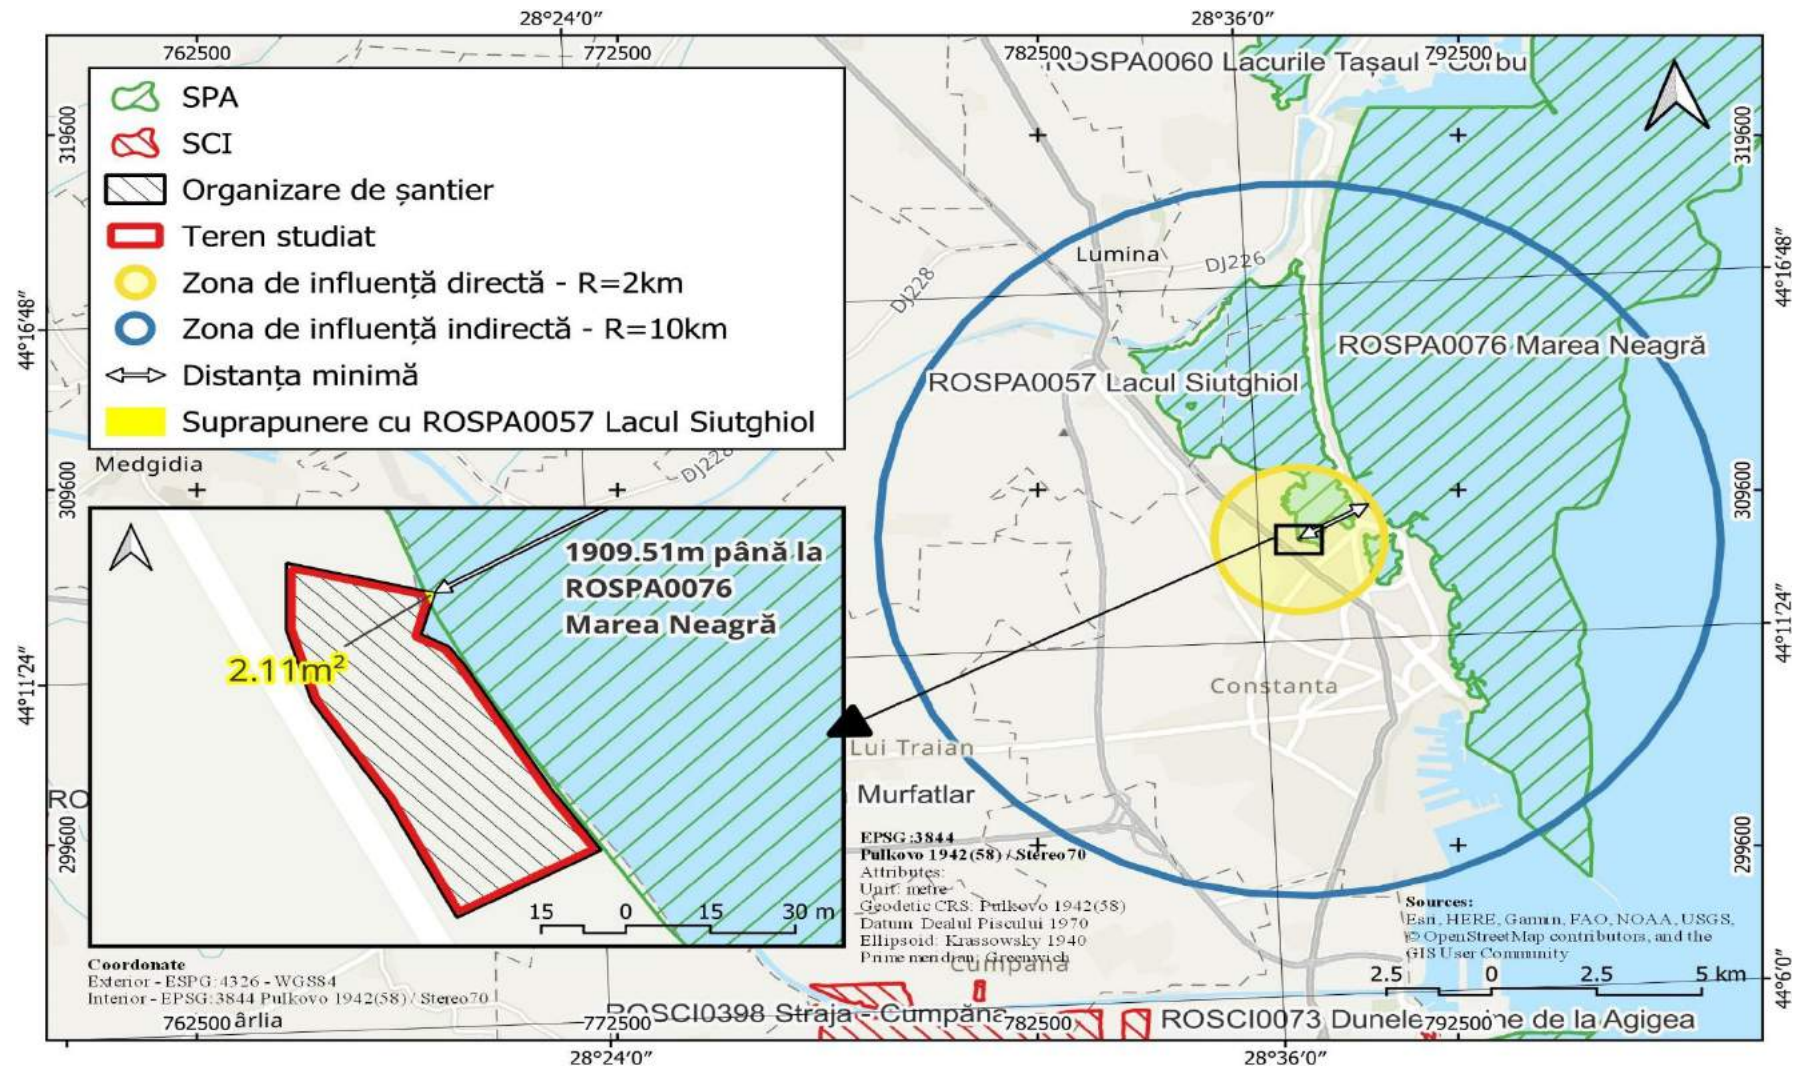 28°24'0"
28°36'0"
762500
772500
782500
792500
ROSPA0060 Lacurile Tașaul - Corbu
SPA
SCI
Organizare de șantier
Teren studiat
Zona de influență directă - R=2km
Zona de influență indirectă - R=10km
Distanța minimă
Suprapunere cu ROSPA0057 Lacul Siutghiol
319600
319600
44°16'48"
44°16'48"
Lumina
DJ226
DJ228
ROSPA0076 Marea Neagră
ROSPA0057 Lacul Siutghiol
Medgidia
DJ228
309600
309600
1909.51m până la
ROSPA0076
Marea Neagră
2.11m²
44°11'24"
44°11'24"
Constanta
Lui Traian
RO
Murfatlar
299600
299600
15 0 15 30 m
EPSG:3844
Pulkovo 1942(58) / Stereo70
Attributes:
Unit: metre
Geodetic CRS: Pulkovo 1942(58)
Datum Dealul Piscului 1970
Ellipsoid: Krassowsky 1940
Prime meridian: Greenwich
Cumpana
Sources:
Esri, HERE, Garmin, FAO, NOAA, USGS,
© OpenStreetMap contributors, and the
GIS User Community
2.5 0 2.5 5 km
44°6'0"
Coordonate
Exterior - ESPG:4326 - WGS84
Interior - EPSG:3844 Pulkovo 1942(58) / Stereo70
ârlia
ROSCI0398 Straja - Cumpăna
ROSCI0073 Dunele ne de la Agigea
762500
772500
782500
792500
28°24'0"
28°36'0"